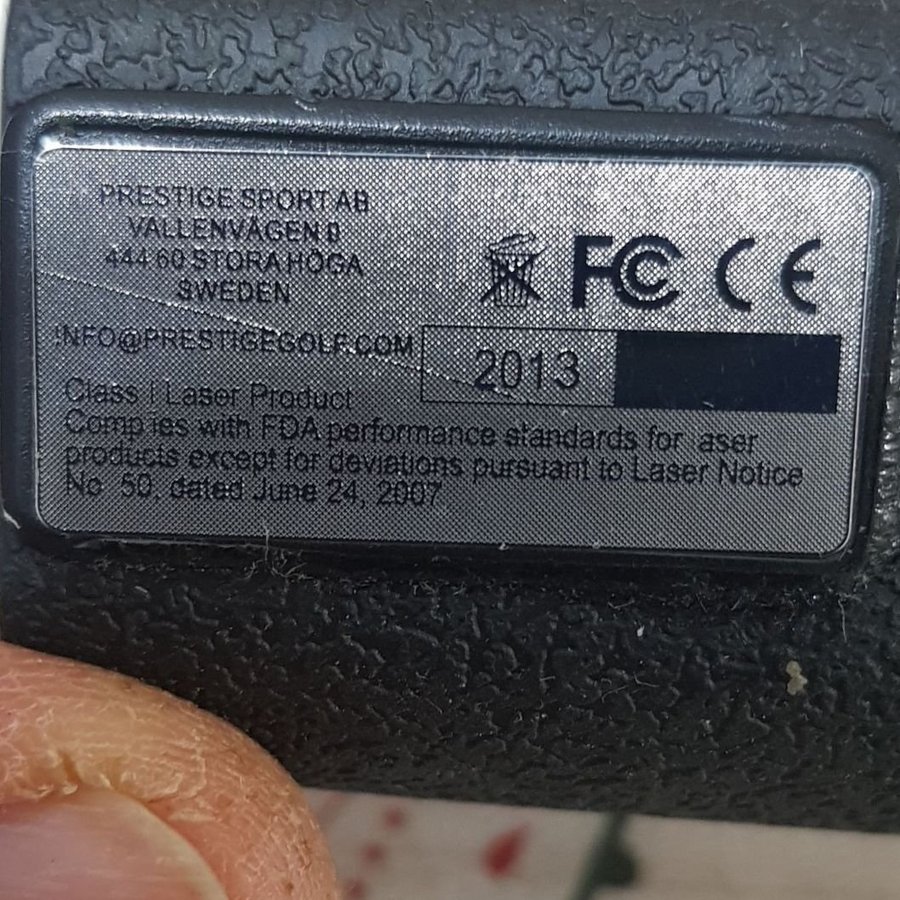 PRESTIGE SPORT AB
VALLENVÄGEN
444 60 STORA HÖGA
SWEDEN
FC CE
INFO@PRESTIGEGOLF.COM
2013
Class I Laser Product
Complies with FDA performance standards for laser
products except for deviations pursuant to Laser Notice
No. 50, dated June 24, 2007